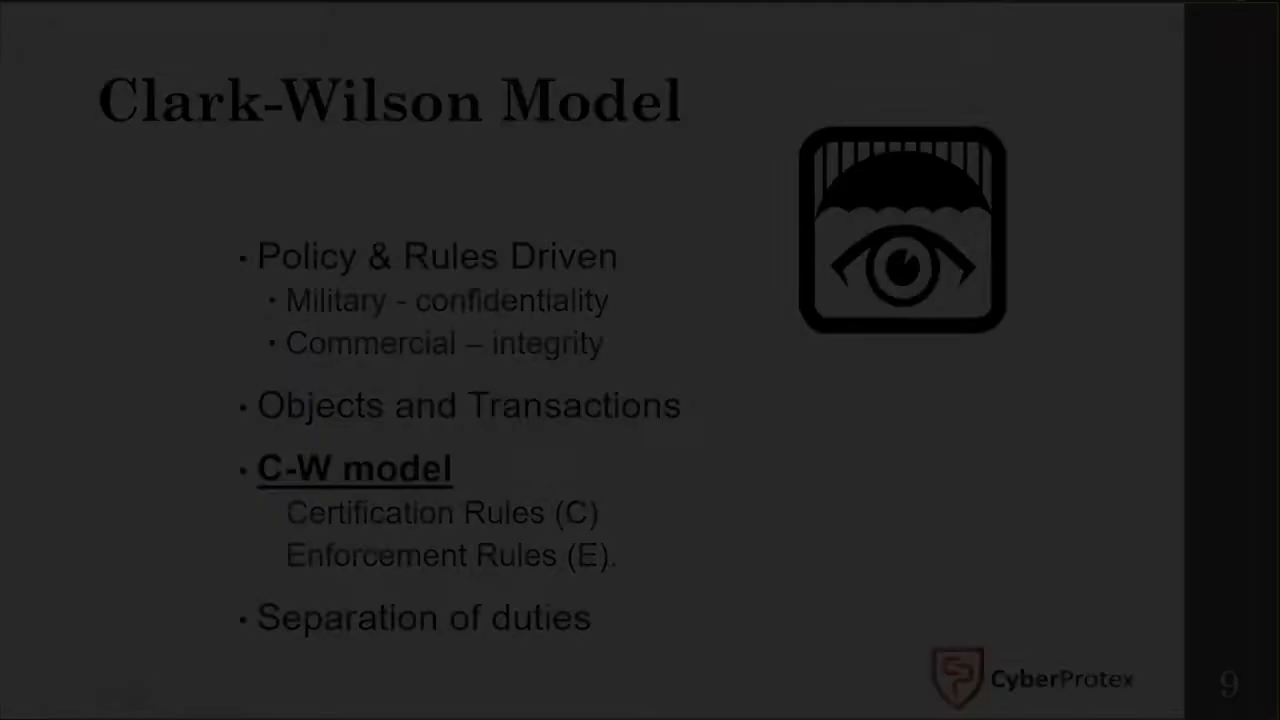 Clark-Wilson Model
• Policy & Rules Driven
• Military - confidentiality
• Commercial – integrity
• Objects and Transactions
• C-W model
Certification Rules (C)
Enforcement Rules (E).
• Separation of duties
CP CyberProtex
9